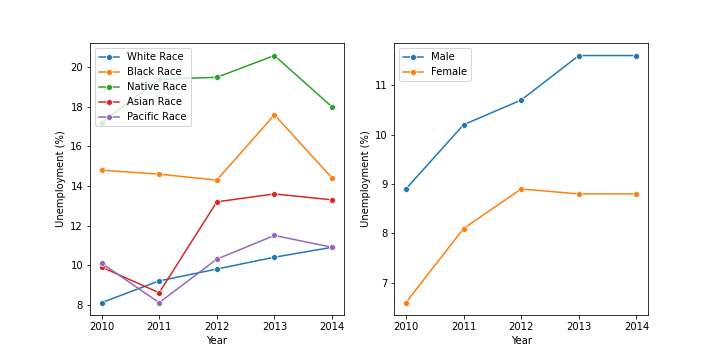 White Race
Black Race
Native Race
Asian Race
Pacific Race
20
18
16
14
12
10
8
Unemployment (%)
2010 2011 2012 2013 2014
Year
Male
Female
11
10
9
8
7
Unemployment (%)
2010 2011 2012 2013 2014
Year